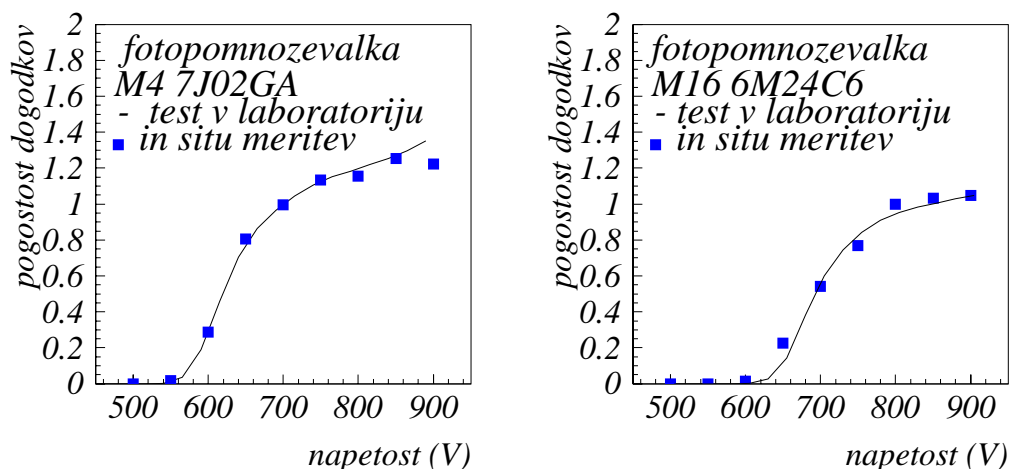 pogostost dogodkov
2
1.8
1.6
1.4
1.2
1
0.8
0.6
0.4
0.2
0
fotopomnozevalka
M4 7J02GA
- test v laboratoriju
in situ meritev
500 600 700 800 900
napetost (V)
pogostost dogodkov
2
1.8
1.6
1.4
1.2
1
0.8
0.6
0.4
0.2
0
fotopomnozevalka
M16 6M24C6
- test v laboratoriju
in situ meritev
500 600 700 800 900
napetost (V)